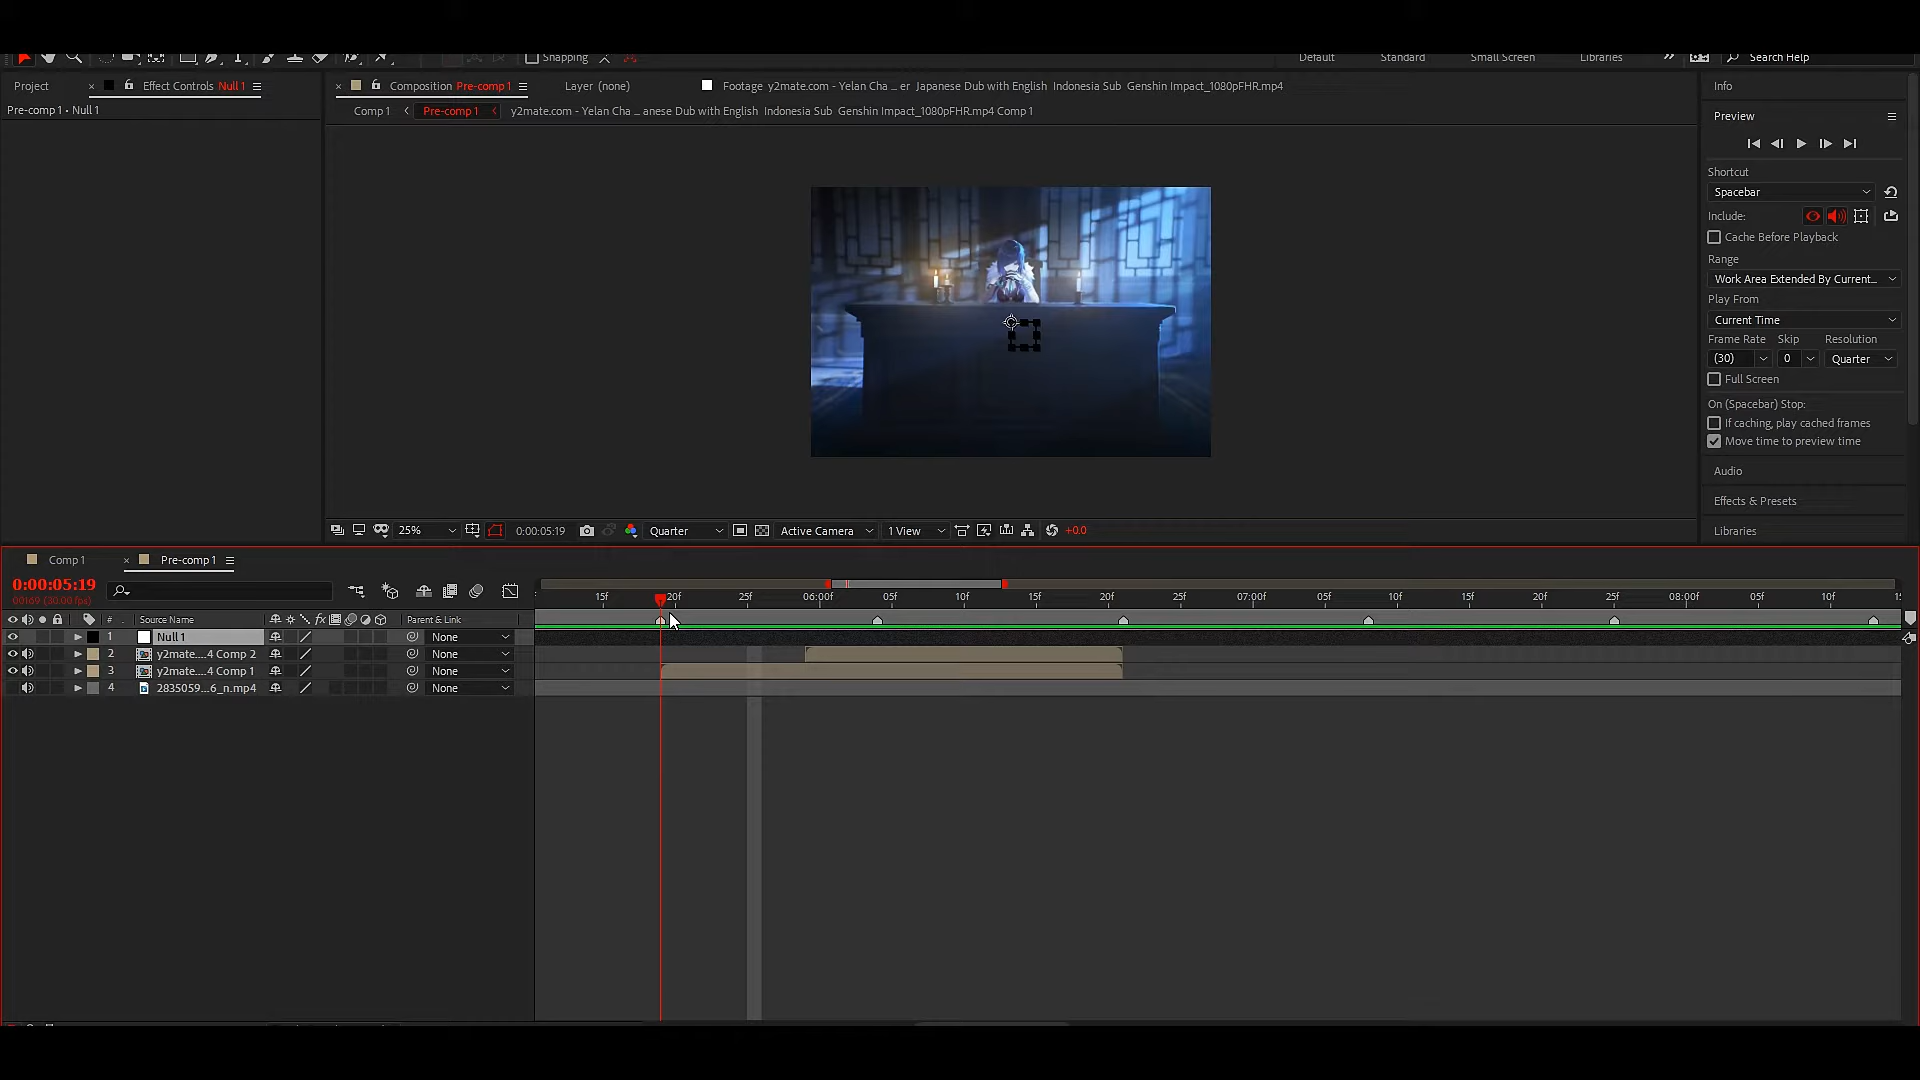 Snapping
Default
Standard
Small Screen
Libraries
Search Help
Project
Effect Controls Null 1
Composition Pre-comp 1
Layer (none)
Footage y2mate.com - Yelan Cha ... er Japanese Dub with English Indonesia Sub Genshin Impact_1080pFHR.mp4
Info
Pre-comp 1 • Null 1
Comp 1
Pre-comp 1
y2mate.com - Yelan Cha ... anese Dub with English Indonesia Sub Genshin Impact_1080pFHR.mp4 Comp 1
Preview
Shortcut
Spacebar
Include:
Cache Before Playback
Range
Work Area Extended By Current...
Play From
Current Time
Frame Rate Skip Resolution
(30) 0 Quarter
Full Screen
On (Spacebar) Stop:
If caching, play cached frames
Move time to preview time
Audio
Effects & Presets
Libraries
25%
0:00:05:19
Quarter
Active Camera
1 View
+0.0
Comp 1
Pre-comp 1
0:00:05:19
00169 (30.00 fps)
15f 20f 25f 06:00f 05f 10f 15f 20f 25f 07:00f 05f 10f 15f 20f 25f 08:00f 05f 10f
# Source Name fx Parent & Link
1 Null 1 None
2 y2mate....4 Comp 2 None
3 y2mate....4 Comp 1 None
4 2835059...6_n.mp4 None